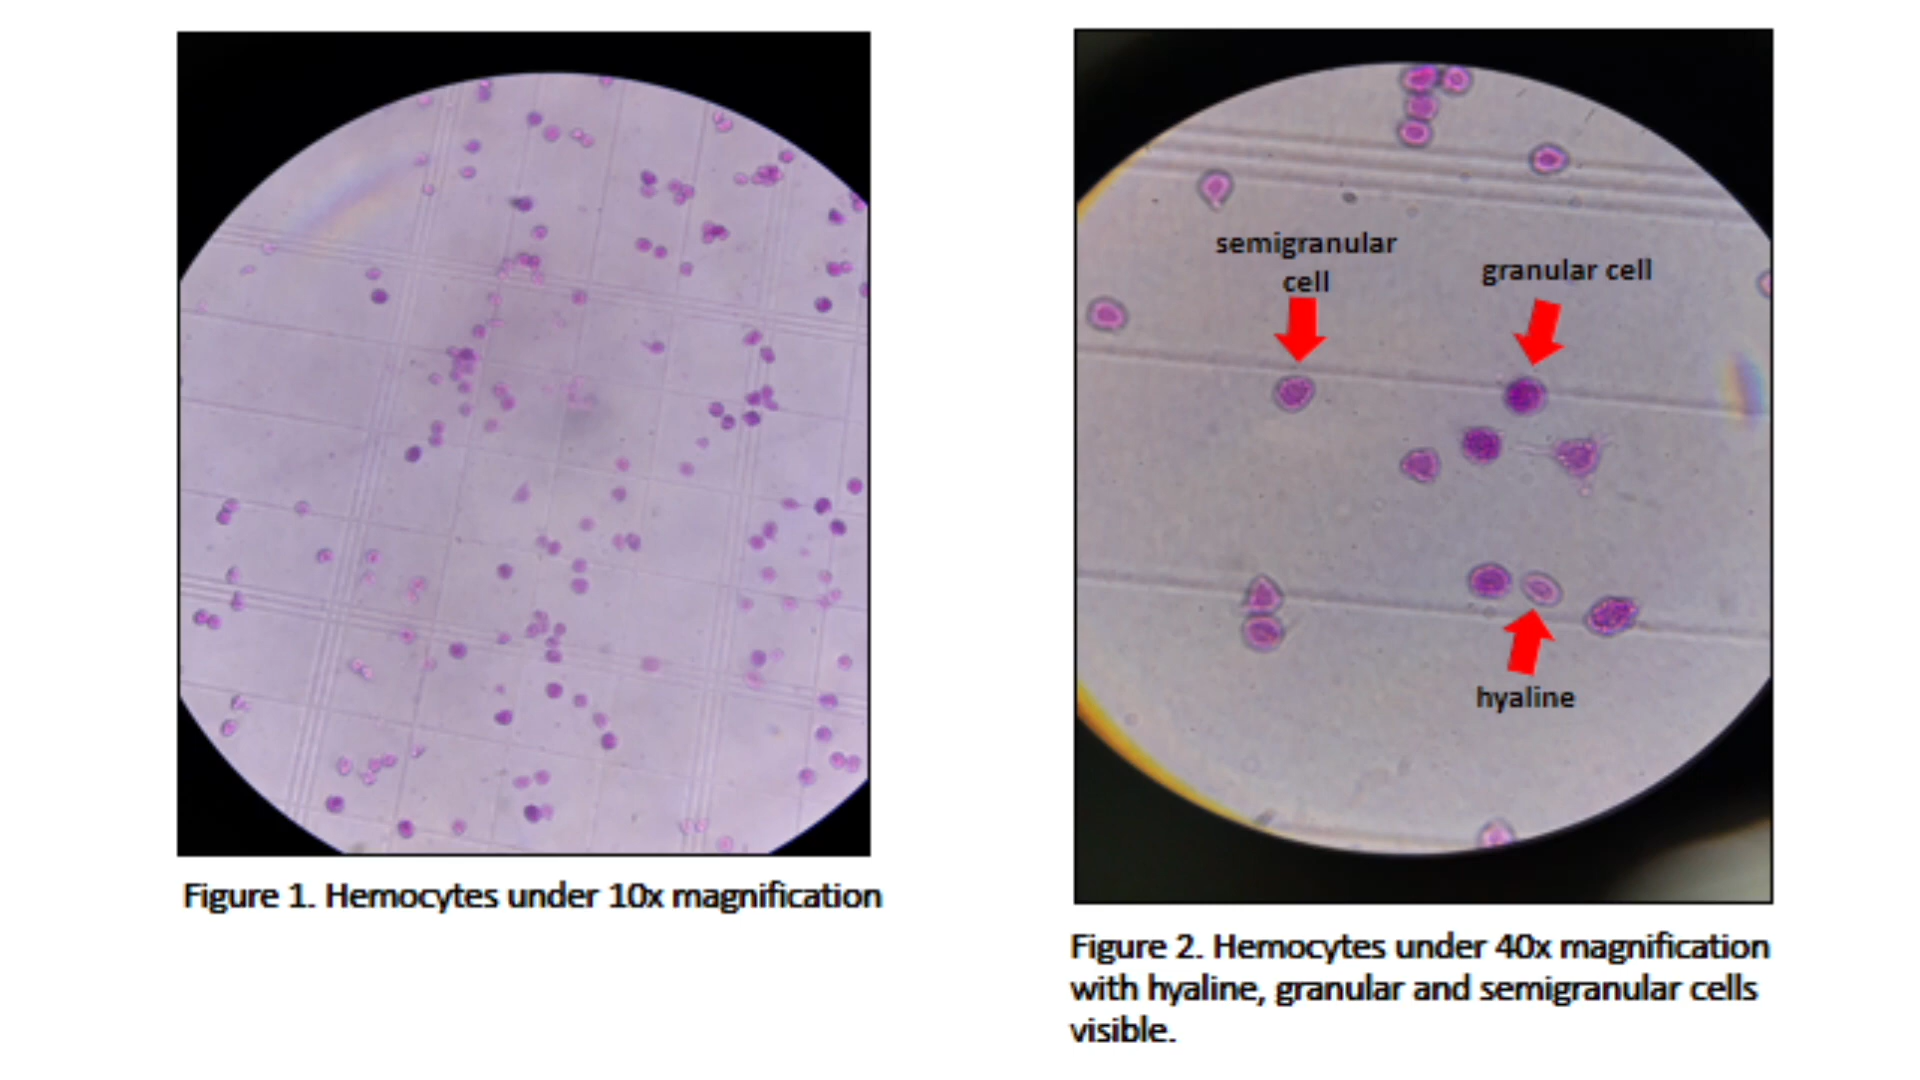 semigranular
cell
granular cell
hyaline
Figure 1. Hemocytes under 10x magnification
Figure 2. Hemocytes under 40x magnification
with hyaline, granular and semigranular cells
visible.